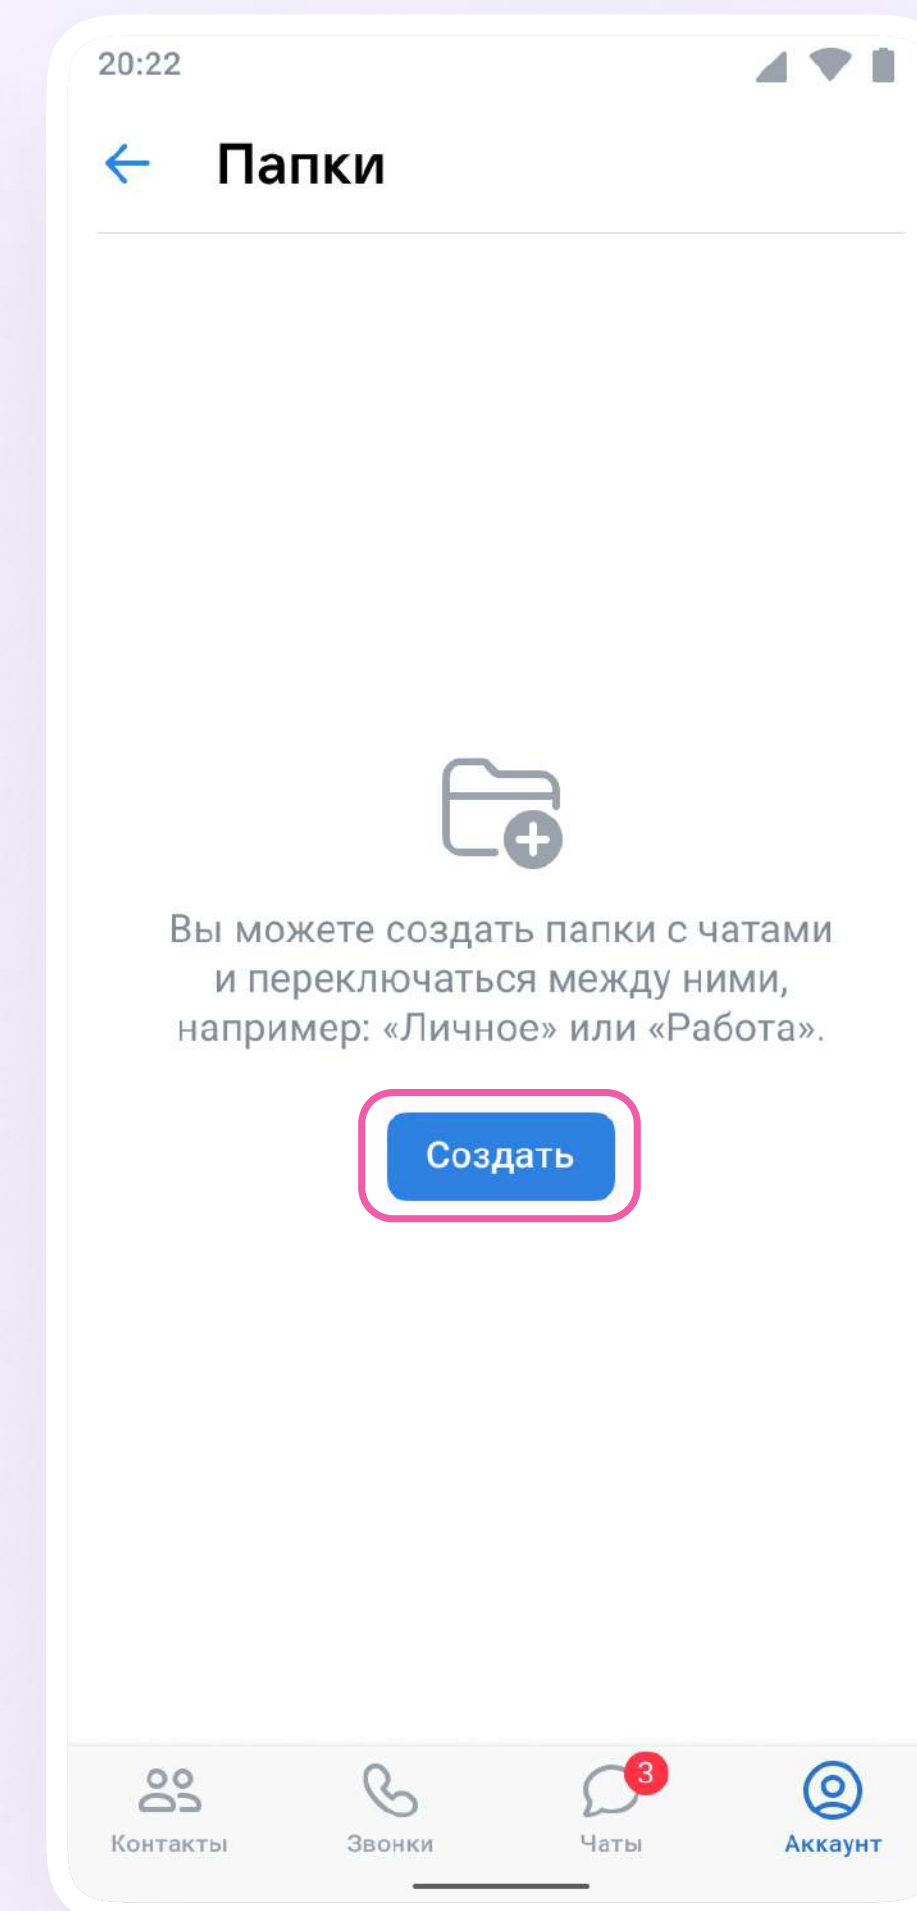 20:22
Папки
Вы можете создать папки с чатами
и переключаться между ними,
например: «Личное» или «Работа».
Создать
3
Контакты
Звонки
Чаты
Аккаунт